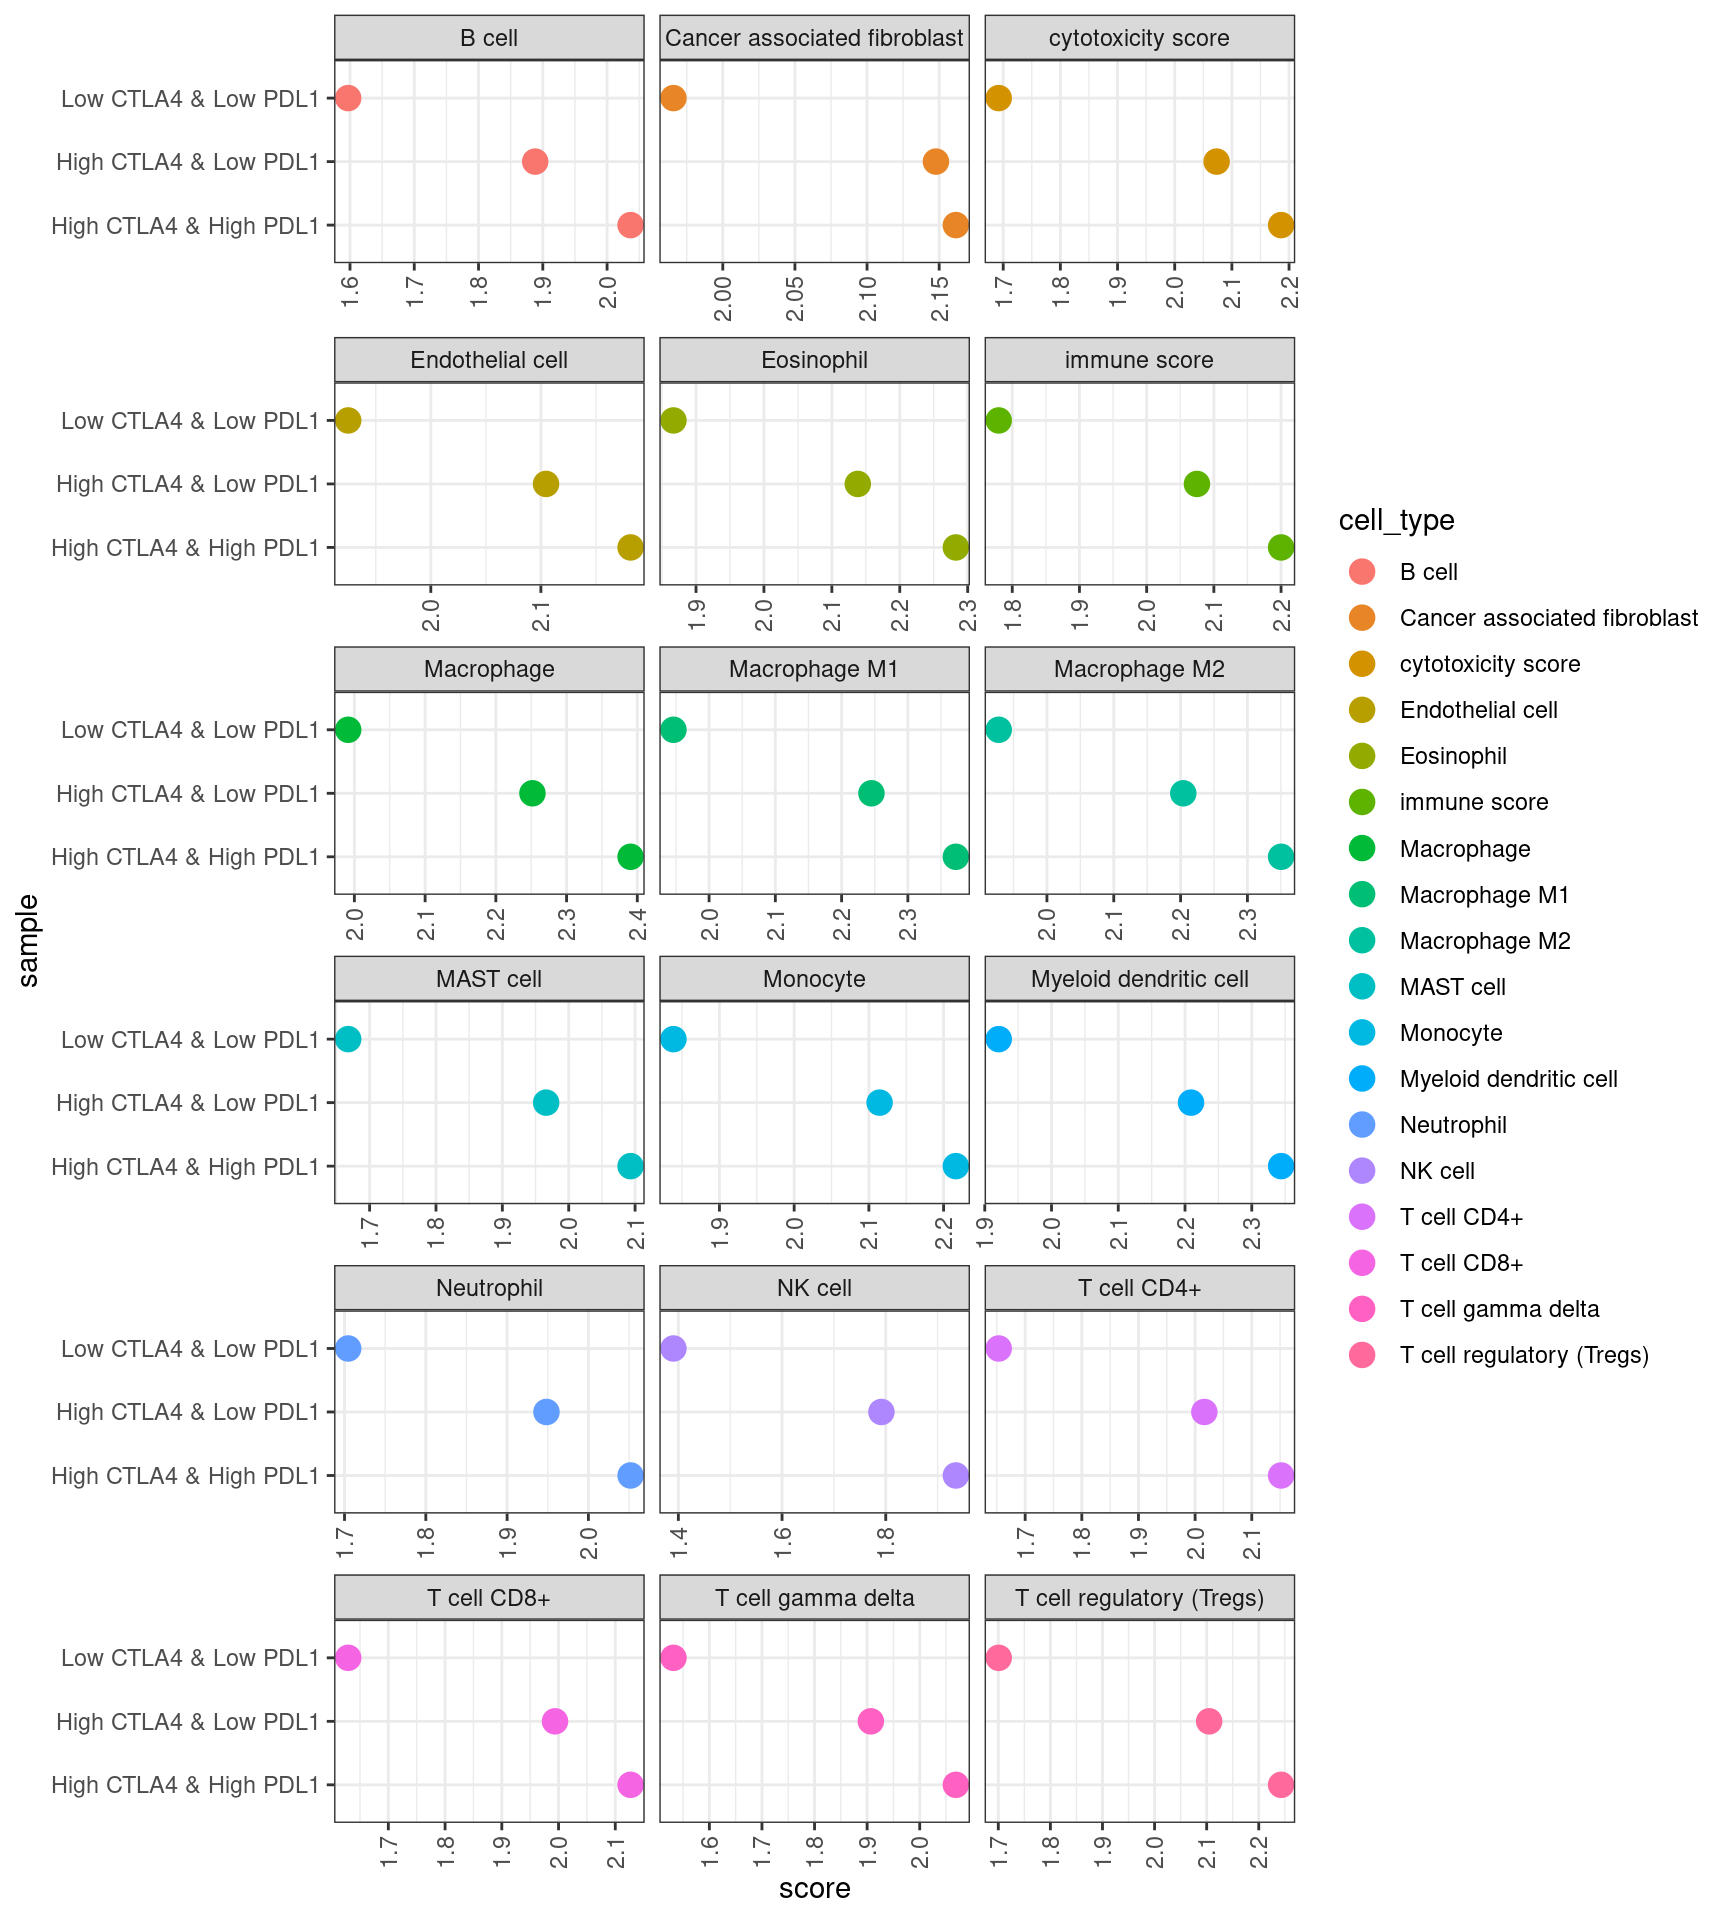 B cell
Cancer associated fibroblast
cytotoxicity score
Low CTLA4 & Low PDL1
High CTLA4 & Low PDL1
High CTLA4 & High PDL1
1.6 1.7 1.8 1.9 2.0
2.00 2.05 2.10 2.15
1.7 1.8 1.9 2.0 2.1 2.2
Endothelial cell
Eosinophil
immune score
Low CTLA4 & Low PDL1
High CTLA4 & Low PDL1
High CTLA4 & High PDL1
2.0 2.1
1.9 2.0 2.1 2.2 2.3
1.8 1.9 2.0 2.1 2.2
Macrophage
Macrophage M1
Macrophage M2
Low CTLA4 & Low PDL1
High CTLA4 & Low PDL1
High CTLA4 & High PDL1
2.0 2.1 2.2 2.3 2.4
2.0 2.1 2.2 2.3
2.0 2.1 2.2 2.3
MAST cell
Monocyte
Myeloid dendritic cell
Low CTLA4 & Low PDL1
High CTLA4 & Low PDL1
High CTLA4 & High PDL1
1.7 1.8 1.9 2.0 2.1
1.9 2.0 2.1 2.2
1.9 2.0 2.1 2.2 2.3
Neutrophil
NK cell
T cell CD4+
Low CTLA4 & Low PDL1
High CTLA4 & Low PDL1
High CTLA4 & High PDL1
1.7 1.8 1.9 2.0
1.4 1.6 1.8
1.7 1.8 1.9 2.0 2.1
T cell CD8+
T cell gamma delta
T cell regulatory (Tregs)
Low CTLA4 & Low PDL1
High CTLA4 & Low PDL1
High CTLA4 & High PDL1
1.7 1.8 1.9 2.0 2.1
1.6 1.7 1.8 1.9 2.0
1.7 1.8 1.9 2.0 2.1 2.2
score
sample
cell_type
B cell
Cancer associated fibroblast
cytotoxicity score
Endothelial cell
Eosinophil
immune score
Macrophage
Macrophage M1
Macrophage M2
MAST cell
Monocyte
Myeloid dendritic cell
Neutrophil
NK cell
T cell CD4+
T cell CD8+
T cell gamma delta
T cell regulatory (Tregs)